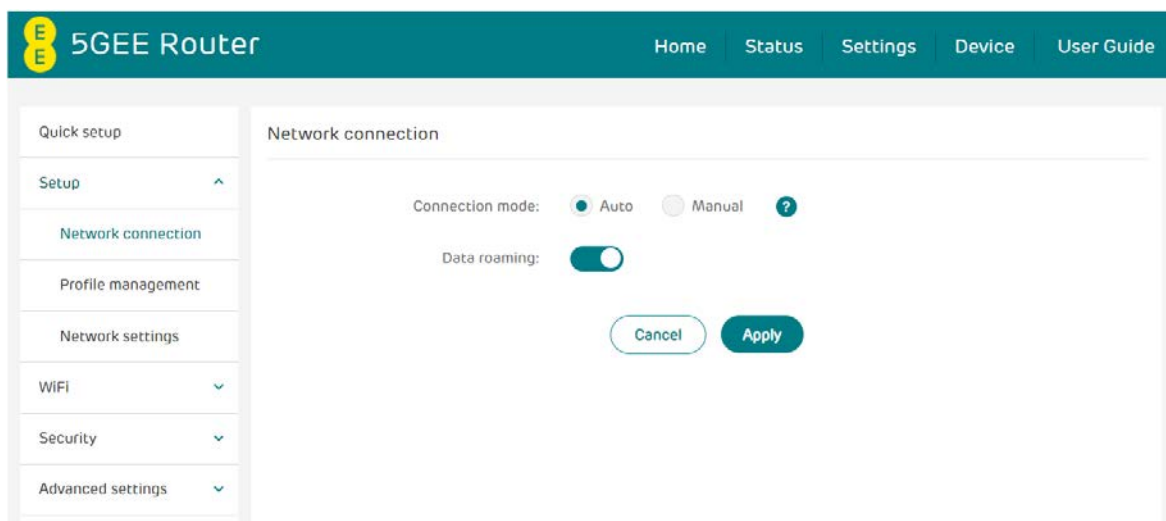 E
E
5GEE Router
Home Status Settings Device User Guide
Quick setup
Setup
Network connection
Profile management
Network settings
WiFi
Security
Advanced settings
Network connection
Connection mode: Auto Manual ?
Data roaming:
Cancel Apply